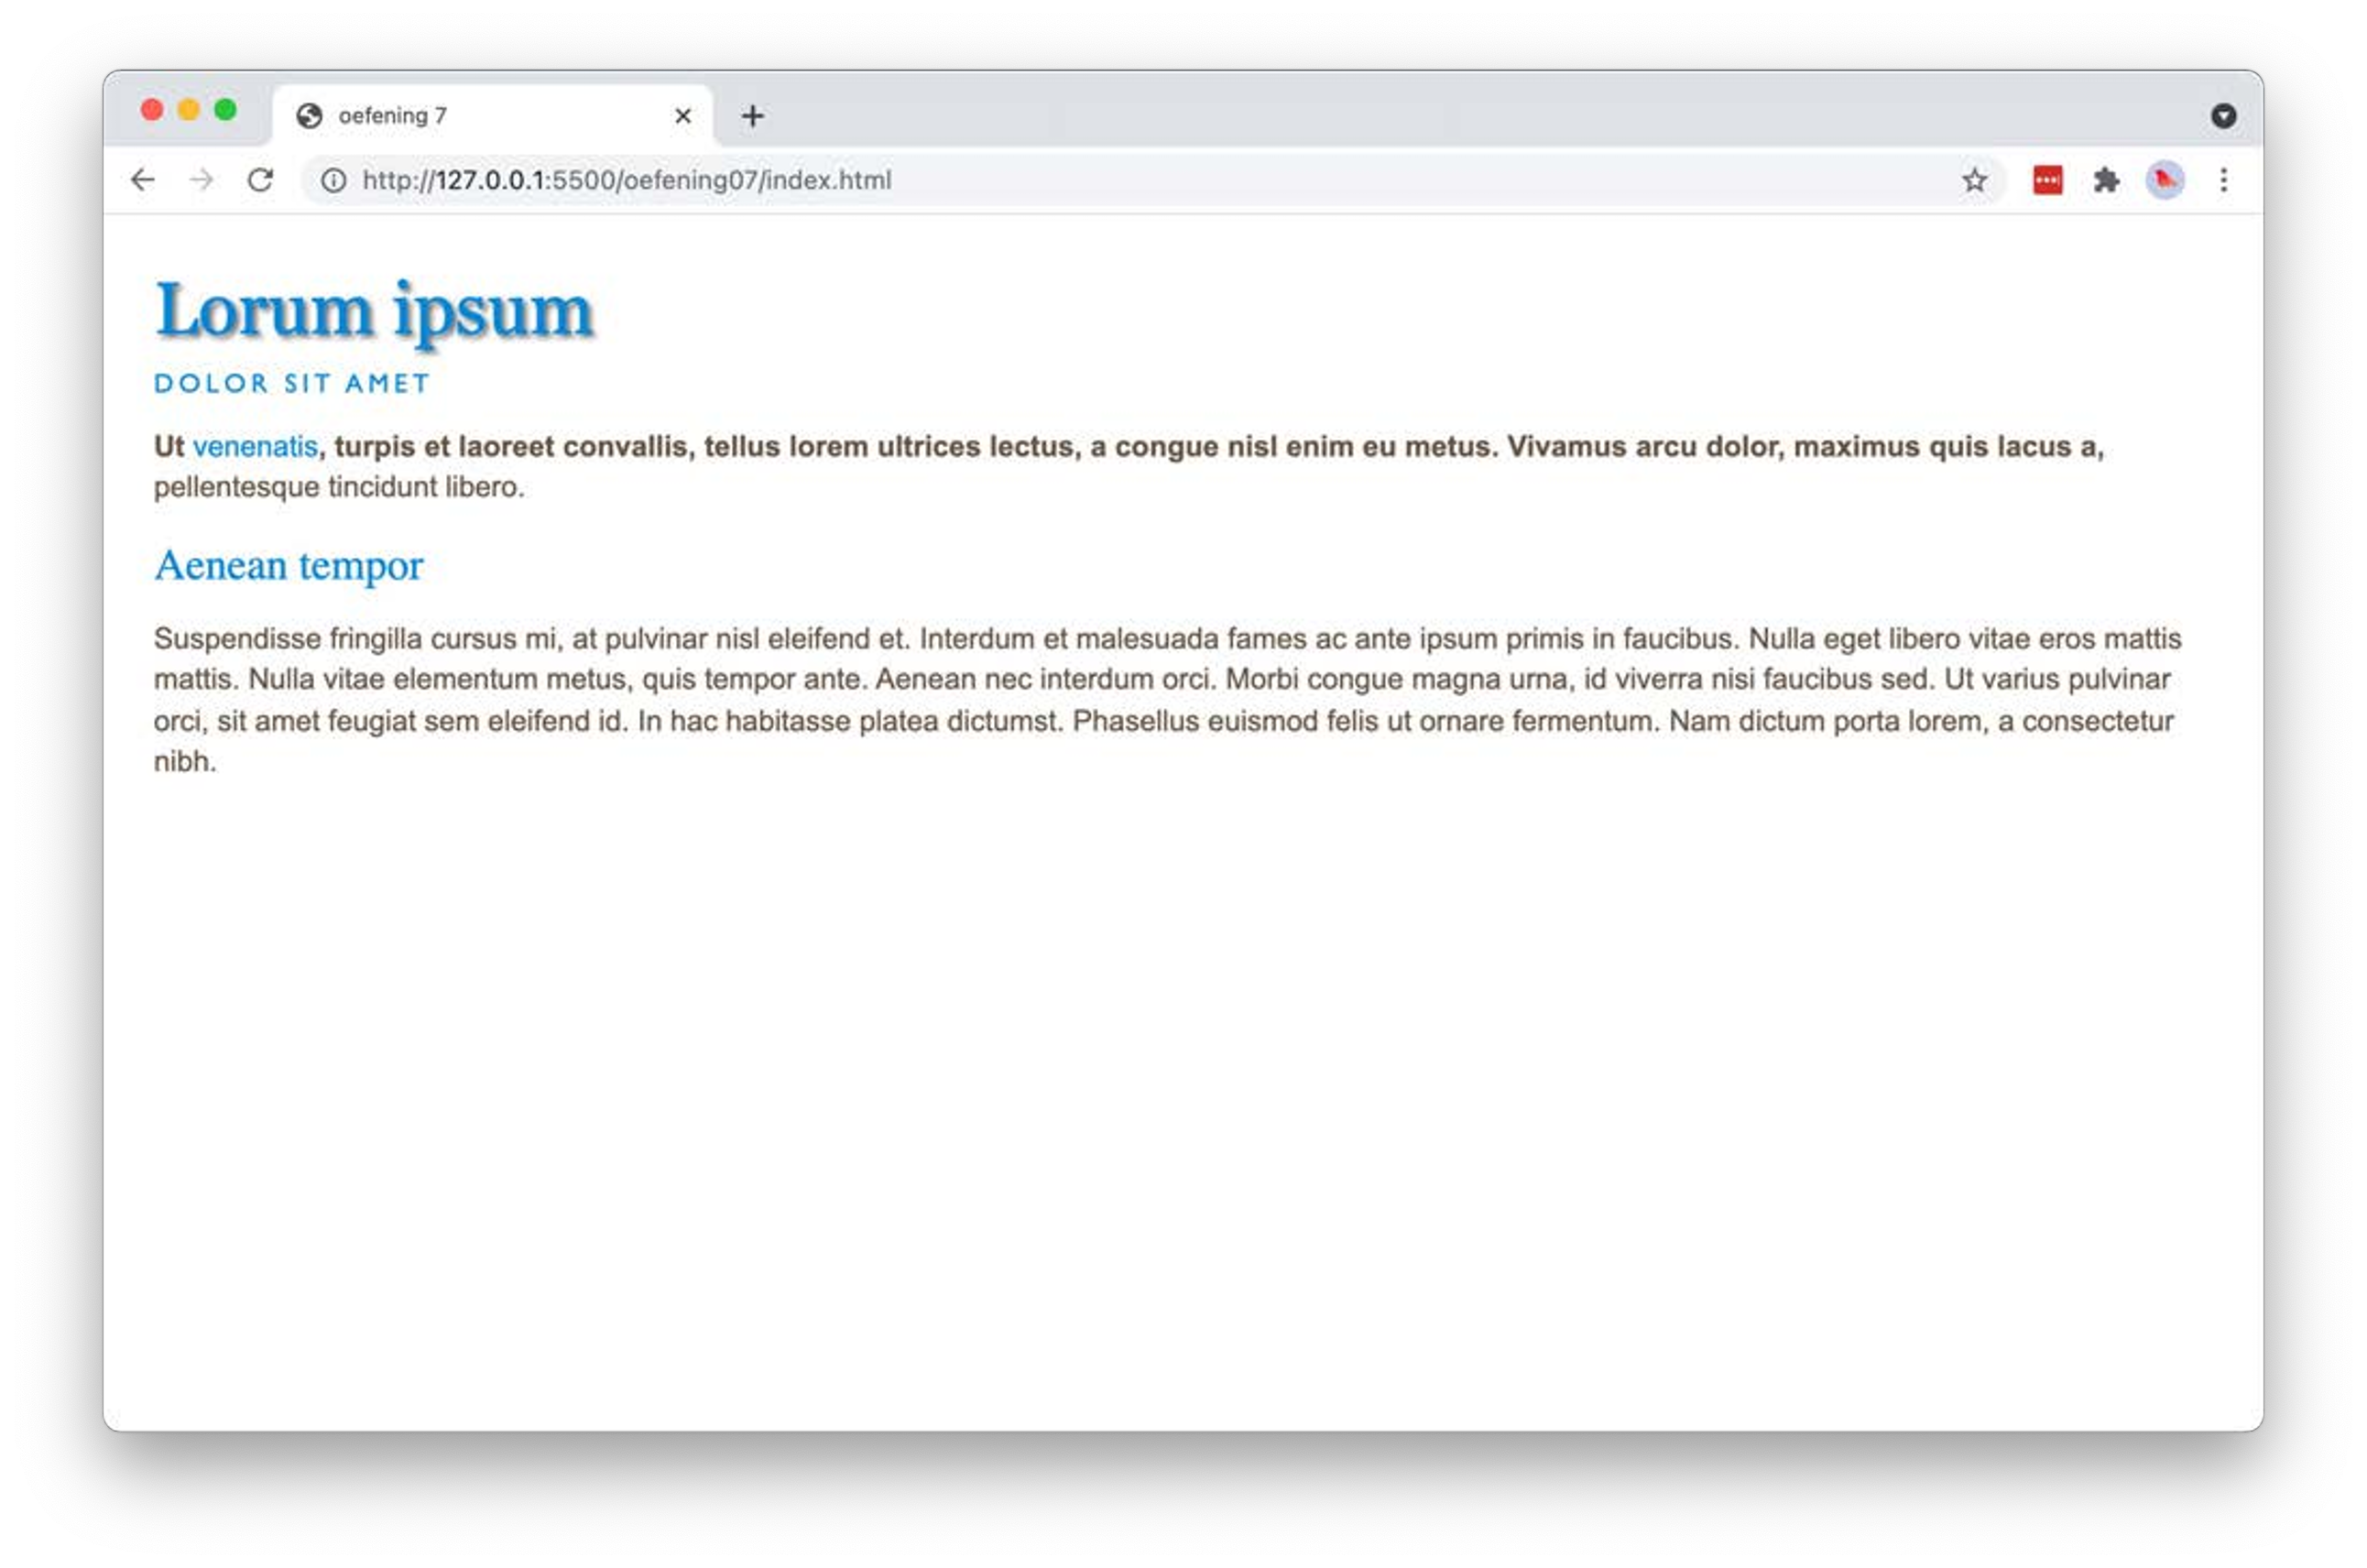 oefening 7
http://127.0.0.1:5500/oefening07/index.html
Lorum ipsum
DOLOR SIT AMET
Ut venenatis, turpis et laoreet convallis, tellus lorem ultrices lectus, a congue nisl enim eu metus. Vivamus arcu dolor, maximus quis lacus a,
pellentesque tincidunt libero.
Aenean tempor
Suspendisse fringilla cursus mi, at pulvinar nisl eleifend et. Interdum et malesuada fames ac ante ipsum primis in faucibus. Nulla eget libero vitae eros mattis
mattis. Nulla vitae elementum metus, quis tempor ante. Aenean nec interdum orci. Morbi congue magna urna, id viverra nisi faucibus sed. Ut varius pulvinar
orci, sit amet feugiat sem eleifend id. In hac habitasse platea dictumst. Phasellus euismod felis ut ornare fermentum. Nam dictum porta lorem, a consectetur
nibh.